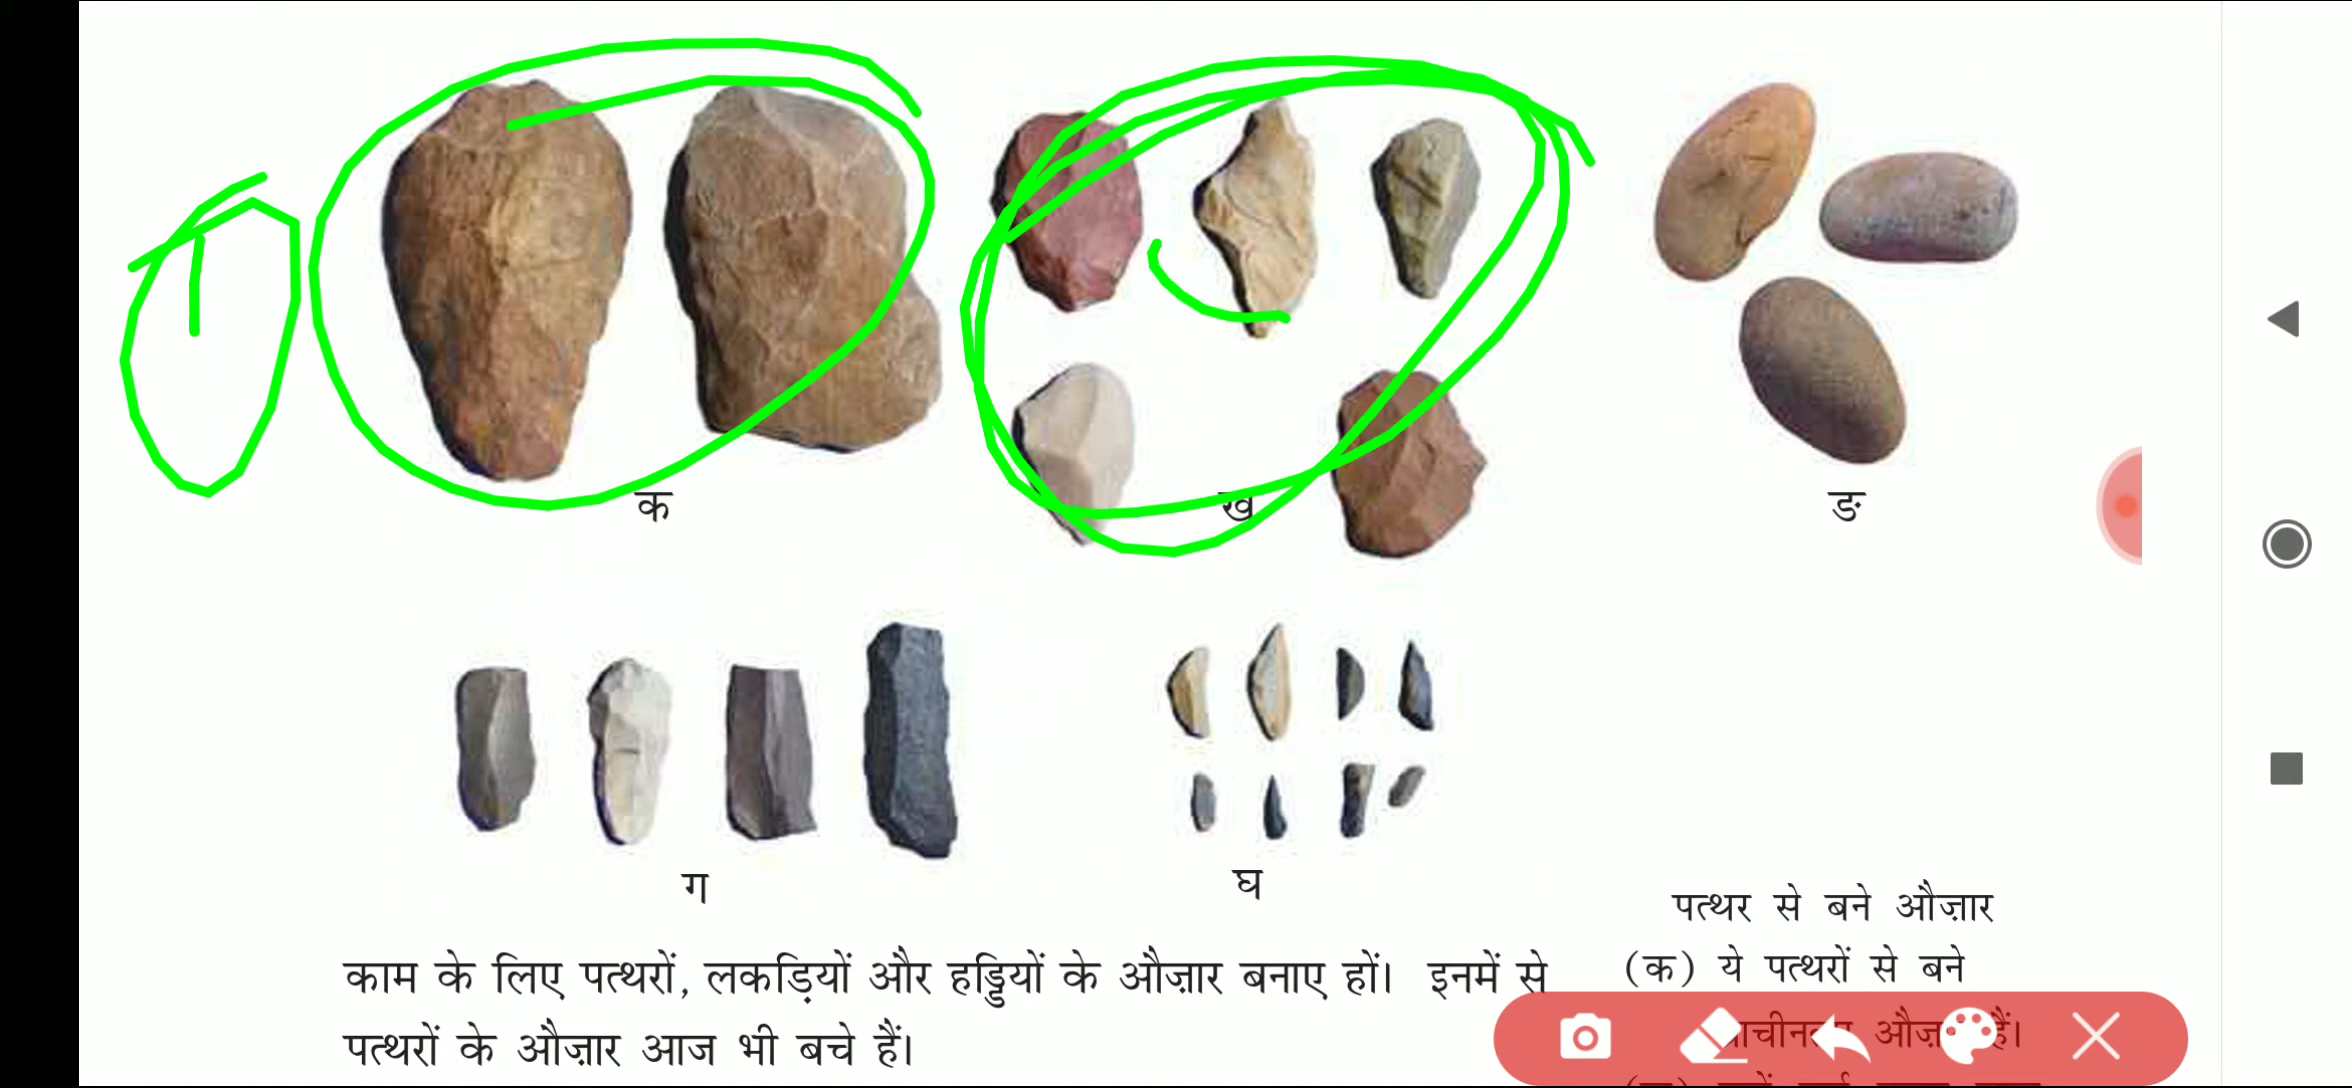 क
ख
ङ
ग
घ
पत्थर से बने औज़ार
(क) ये पत्थरों से बने
औज़ार हैं।
काम के लिए पत्थरों, लकड़ियों और हड्डियों के औज़ार बनाए हों। इनमें से
पत्थरों के औज़ार आज भी बचे हैं।